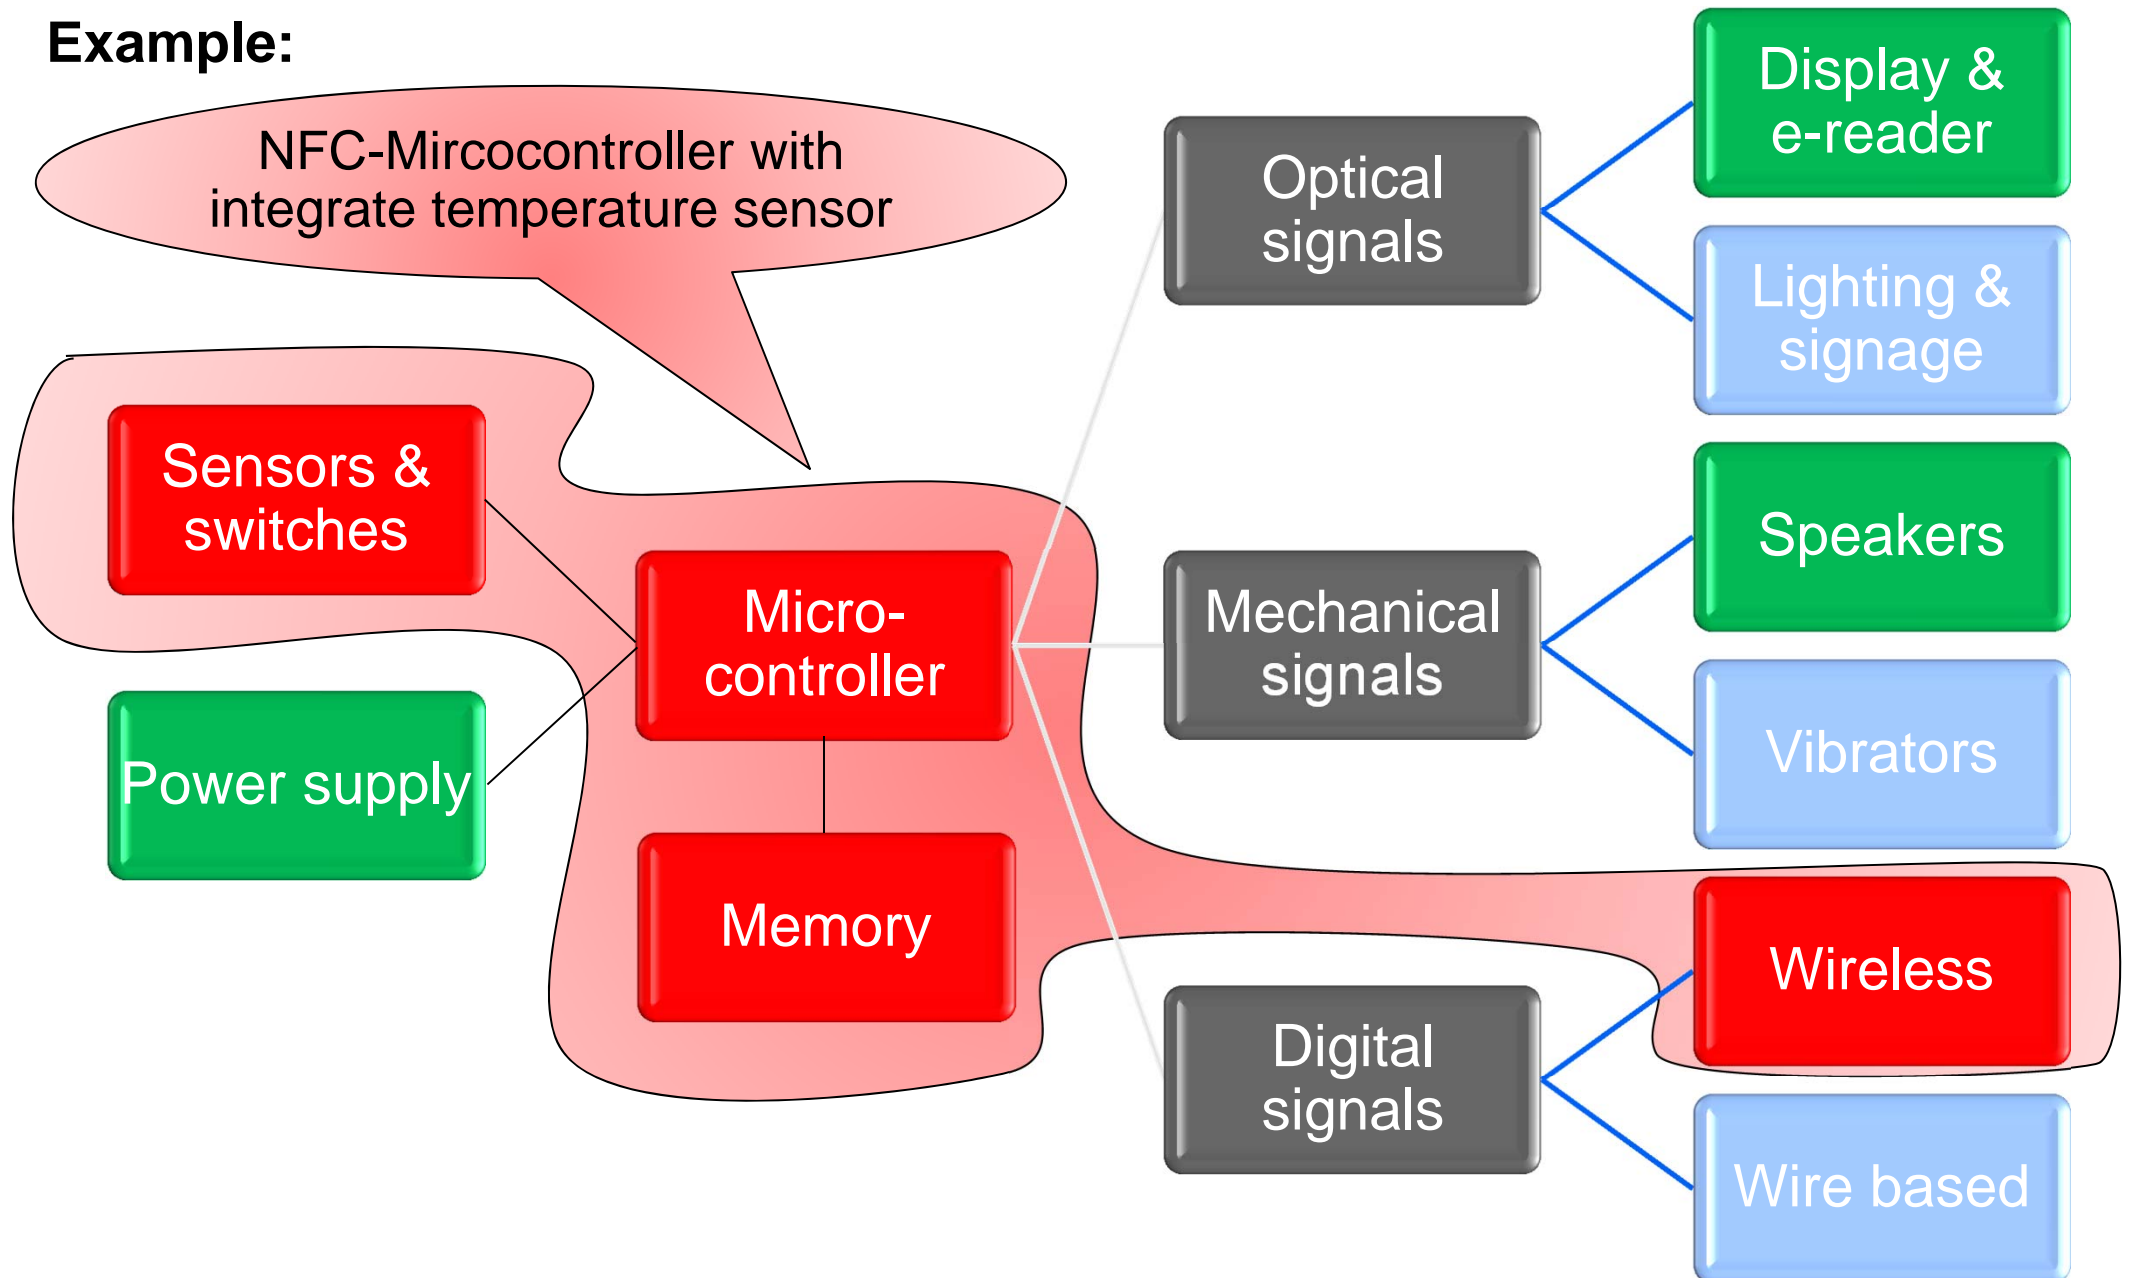 Example:
NFC-Mircocontroller with
integrate temperature sensor
Sensors &
switches
Power supply
Micro-
controller
Memory
Optical
signals
Mechanical
signals
Digital
signals
Display &
e-reader
Lighting &
signage
Speakers
Vibrators
Wireless
Wire based